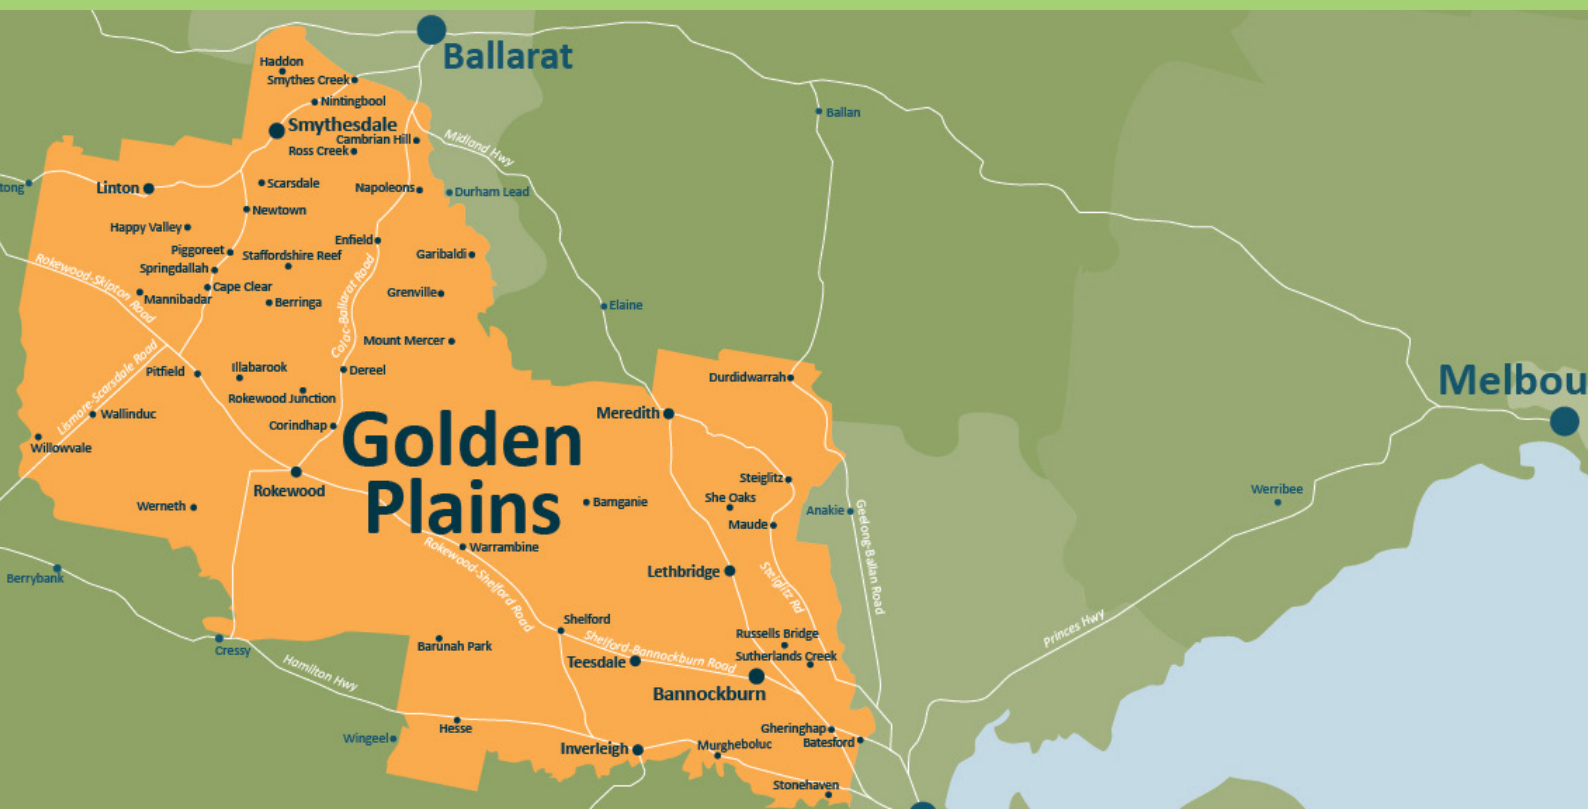 Ballarat
Haddon
Smythes Creek
Nintingbool
Smythesdale
Cambrian Hill
Ross Creek
Midland Hwy
Ballan
tong
Linton
Scarsdale
Napoleons
Durham Lead
Newtown
Happy Valley
Enfield
Piggoreet
Staffordshire Reef
Garibaldi
Springdallah
Rokewood-Skipton Road
Cape Clear
Mannibadar
Berringa
Grenville
Colac-Ballarat Road
Elaine
Mount Mercer
Lismore-Scarsdale Road
Pitfield
Illabarook
Dereel
Durdidwarrah
Melbou
Rokewood Junction
Wallinduc
Meredith
Corindhap
Golden
Plains
Willowvale
Steiglitz
Rokewood
She Oaks
Werneth
Bamganie
Maude
Anakie
Werribee
Warrambine
Rokewood-Shelford Road
Geelong-Ballan Road
Lethbridge
Steiglitz Rd
Berrybank
Shelford
Princes Hwy
Russells Bridge
Cressy
Barunah Park
Shelford-Bannockburn Road
Sutherlands Creek
Teesdale
Hamilton Hwy
Bannockburn
Hesse
Gheringhap
Wingeel
Batesford
Inverleigh
Murgheboluc
Stonehaven